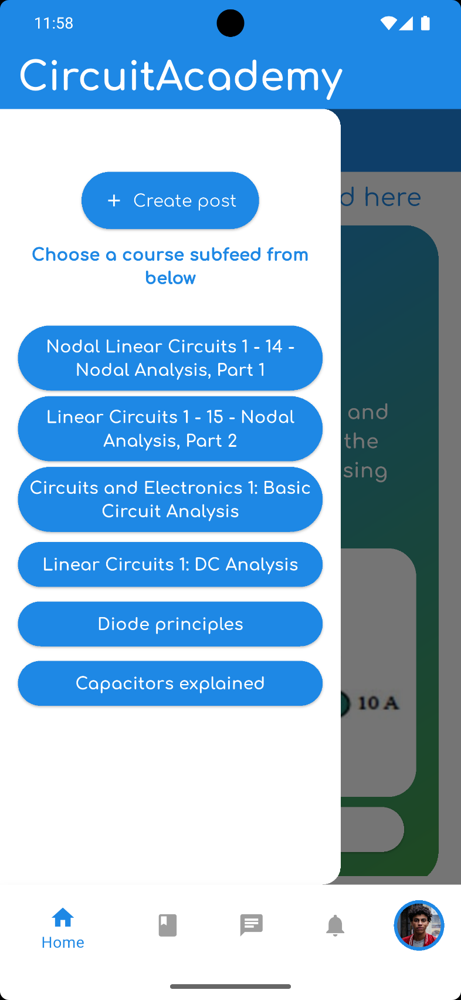 11:58
CircuitAcademy
+ Create post
Choose a course subfeed from
below
Nodal Linear Circuits 1 - 14 -
Nodal Analysis, Part 1
Linear Circuits 1 - 15 - Nodal
Analysis, Part 2
Circuits and Electronics 1: Basic
Circuit Analysis
Linear Circuits 1: DC Analysis
Diode principles
Capacitors explained
here
and
the
10 A
Home